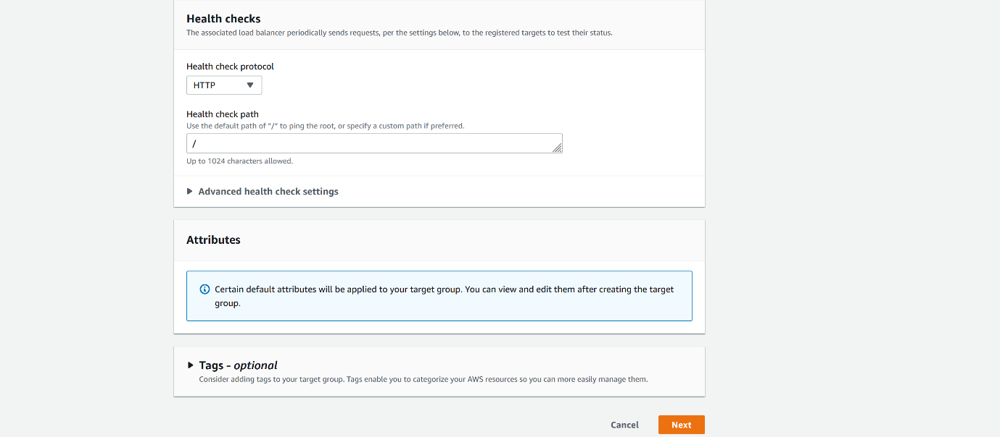 Health checks
The associated load balancer periodically sends requests, per the settings below, to the registered targets to test their status.
Health check protocol
HTTP
Health check path
Use the default path of "/" to ping the root, or specify a custom path if preferred.
/
Up to 1024 characters allowed.
Advanced health check settings
Attributes
Certain default attributes will be applied to your target group. You can view and edit them after creating the target
group.
Tags - optional
Consider adding tags to your target group. Tags enable you to categorize your AWS resources so you can more easily manage them.
Cancel
Next